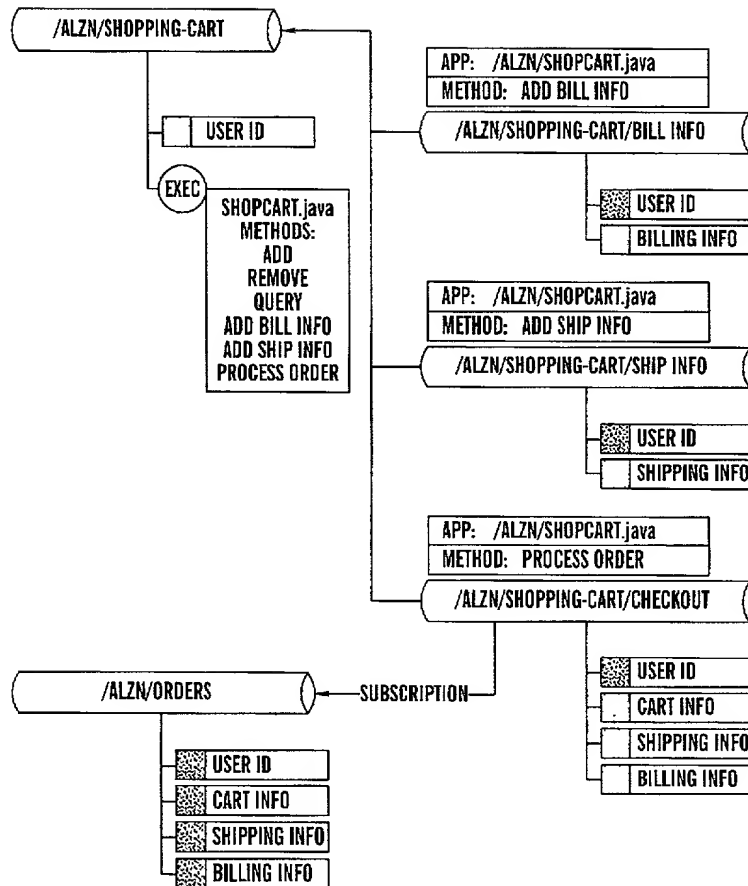 /ALZN/SHOPPING-CART
USER ID
EXEC
SHOPCART.java
METHODS:
ADD
REMOVE
QUERY
ADD BILL INFO
ADD SHIP INFO
PROCESS ORDER
APP: /ALZN/SHOPCART.java
METHOD: ADD BILL INFO
/ALZN/SHOPPING-CART/BILL INFO
USER ID
BILLING INFO
APP: /ALZN/SHOPCART.java
METHOD: ADD SHIP INFO
/ALZN/SHOPPING-CART/SHIP INFO
USER ID
SHIPPING INFO
APP: /ALZN/SHOPCART.java
METHOD: PROCESS ORDER
/ALZN/SHOPPING-CART/CHECKOUT
USER ID
CART INFO
SHIPPING INFO
BILLING INFO
SUBSCRIPTION
/ALZN/ORDERS
USER ID
CART INFO
SHIPPING INFO
BILLING INFO